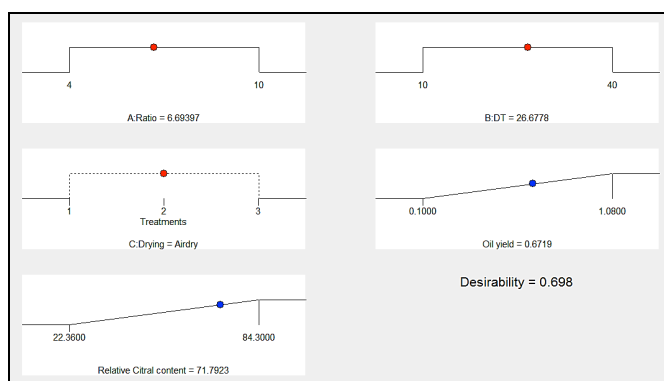 4 10
A:Ratio = 6.69397
10 40
B:DT = 26.6778
1 2 3
Treatments
C:Drying = Airdry
0.1000 1.0800
Oil yield = 0.6719
22.3600 84.3000
Relative Citral content = 71.7923
Desirability = 0.698